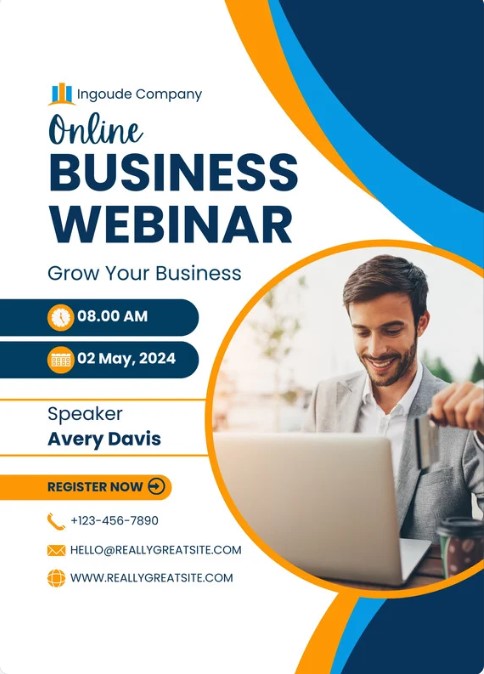 Ingoude Company
Online
BUSINESS
WEBINAR
Grow Your Business
08.00 AM
02 May, 2024
Speaker
Avery Davis
REGISTER NOW
+123-456-7890
HELLO@REALLYGREATSITE.COM
WWW.REALLYGREATSITE.COM